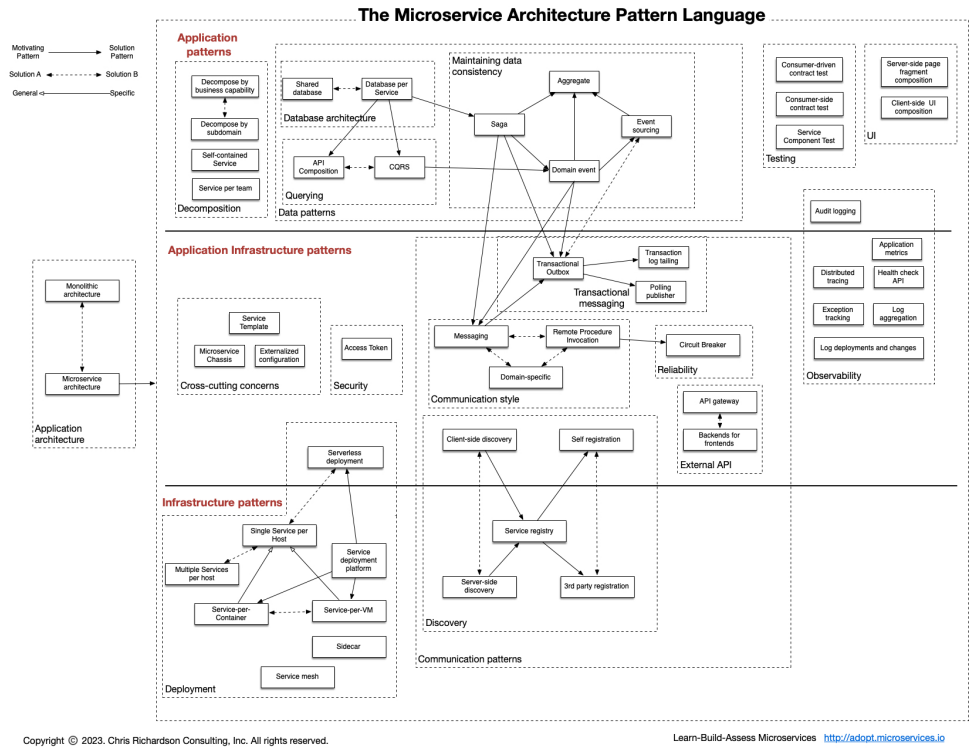 The Microservice Architecture Pattern Language
Motivating
Pattern
Solution
Pattern
Solution A
Solution B
General
Specific
Application
patterns
Decompose by
business capability
Decompose by
subdomain
Self-contained
Service
Service per team
Decomposition
Shared
database
Database per
Service
Database architecture
API
Composition
CQRS
Querying
Data patterns
Maintaining data
consistency
Aggregate
Saga
Event
sourcing
Domain event
Consumer-driven
contract test
Consumer-side
contract test
Service
Component Test
Testing
Server-side page
fragment
composition
Client-side UI
composition
UI
Application Infrastructure patterns
Monolithic
architecture
Microservice
architecture
Application
architecture
Service
Template
Microservice
Chassis
Externalized
configuration
Cross-cutting concerns
Access Token
Security
Transactional
Outbox
Transaction
log tailing
Polling
publisher
Transactional
messaging
Messaging
Remote Procedure
Invocation
Domain-specific
Communication style
Circuit Breaker
Reliability
API gateway
Backends for
frontends
External API
Audit logging
Application
metrics
Distributed
tracing
Health check
API
Exception
tracking
Log
aggregation
Log deployments and changes
Observability
Infrastructure patterns
Serverless
deployment
Single Service per
Host
Multiple Services
per host
Service
deployment
platform
Service-per-
Container
Service-per-VM
Sidecar
Service mesh
Deployment
Client-side discovery
Self registration
Service registry
Server-side
discovery
3rd party registration
Discovery
Communication patterns
Copyright © 2023. Chris Richardson Consulting, Inc. All rights reserved.
Learn-Build-Assess Microservices http://adopt.microservices.io